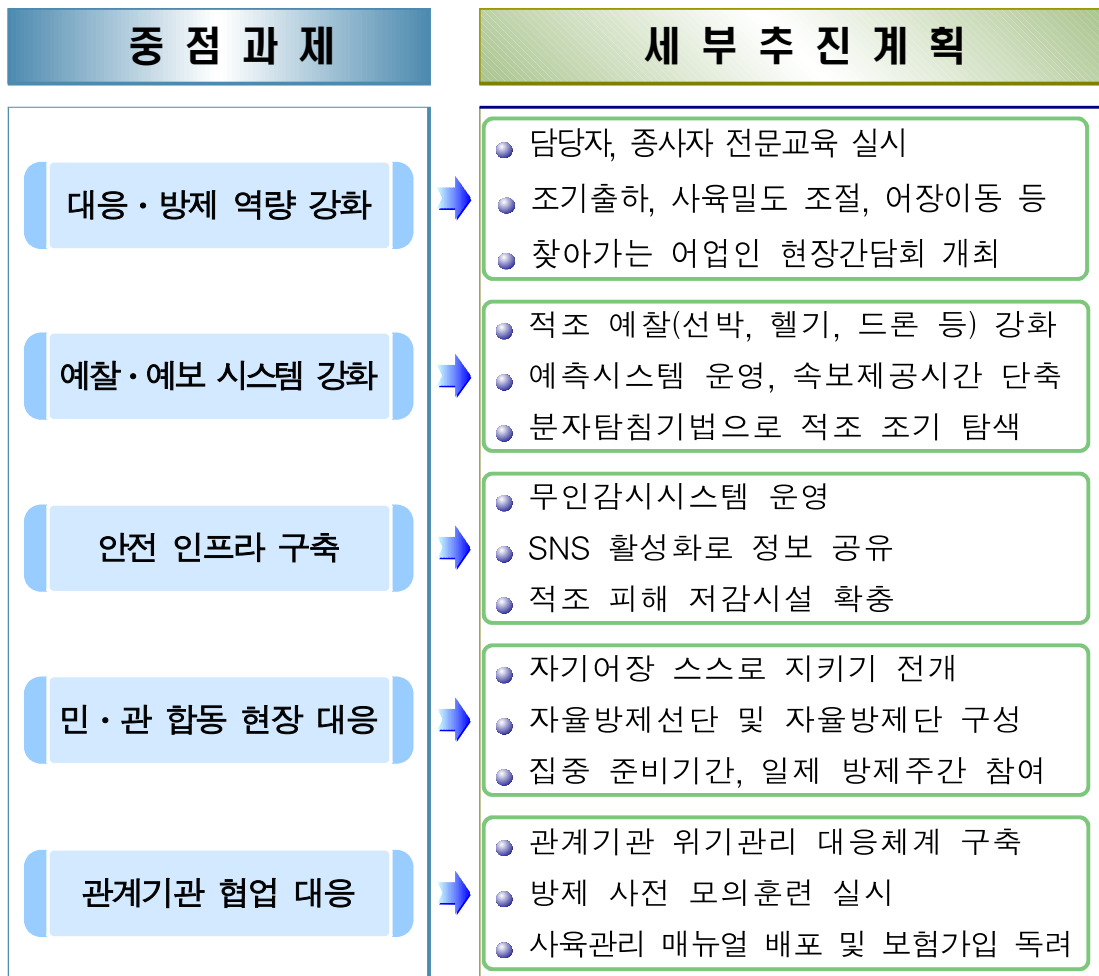 중 점 과 제
세 부 추 진 계 획
대응・방제 역량 강화
담당자, 종사자 전문교육 실시
조기출하, 사육밀도 조절, 어장이동 등
찾아가는 어업인 현장간담회 개최
예찰・예보 시스템 강화
적조 예찰(선박, 헬기, 드론 등) 강화
예측시스템 운영, 속보제공시간 단축
분자탐침기법으로 적조 조기 탐색
안전 인프라 구축
무인감시시스템 운영
SNS 활성화로 정보 공유
적조 피해 저감시설 확충
민・관 합동 현장 대응
자기어장 스스로 지키기 전개
자율방제선단 및 자율방제단 구성
집중 준비기간, 일제 방제주간 참여
관계기관 협업 대응
관계기관 위기관리 대응체계 구축
방제 사전 모의훈련 실시
사육관리 매뉴얼 배포 및 보험가입 독려